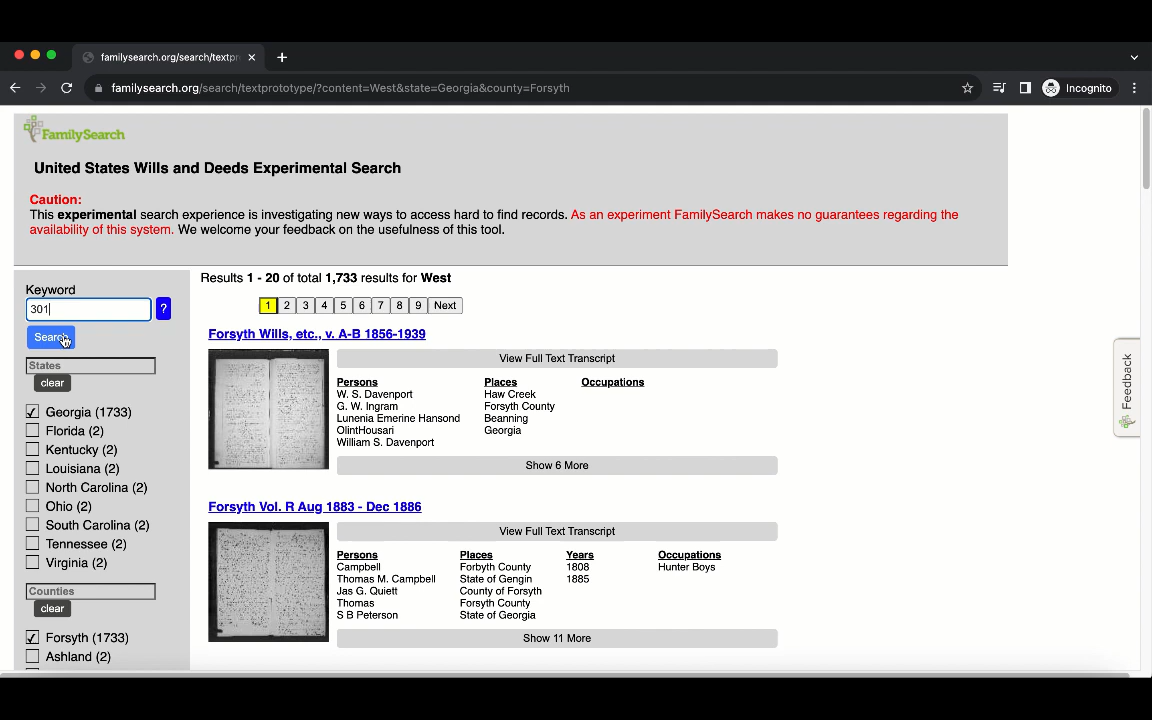 familysearch.org/search/textpr
familysearch.org/search/textprototype/?content=West&state=Georgia&county=Forsyth
Incognito
FamilySearch
United States Wills and Deeds Experimental Search
Caution:
This experimental search experience is investigating new ways to access hard to find records. As an experiment FamilySearch makes no guarantees regarding the
availability of this system. We welcome your feedback on the usefulness of this tool.
Keyword
301
?
Search
States
clear
Georgia (1733)
Florida (2)
Kentucky (2)
Louisiana (2)
North Carolina (2)
Ohio (2)
South Carolina (2)
Tennessee (2)
Virginia (2)
Counties
clear
Forsyth (1733)
Ashland (2)
Results 1 - 20 of total 1,733 results for West
1 2 3 4 5 6 7 8 9 Next
Forsyth Wills, etc., v. A-B 1856-1939
View Full Text Transcript
Persons Places Occupations
W. S. Davenport Haw Creek
G. W. Ingram Forsyth County
Lunenia Emerine Hansond Beanning
OlintHousari Georgia
William S. Davenport
Show 6 More
Forsyth Vol. R Aug 1883 - Dec 1886
View Full Text Transcript
Persons Places Years Occupations
Campbell Forbyth County 1808 Hunter Boys
Thomas M. Campbell State of Gengin 1885
Jas G. Quiett County of Forsyth
Thomas Forsyth County
S B Peterson State of Georgia
Show 11 More
Feedback